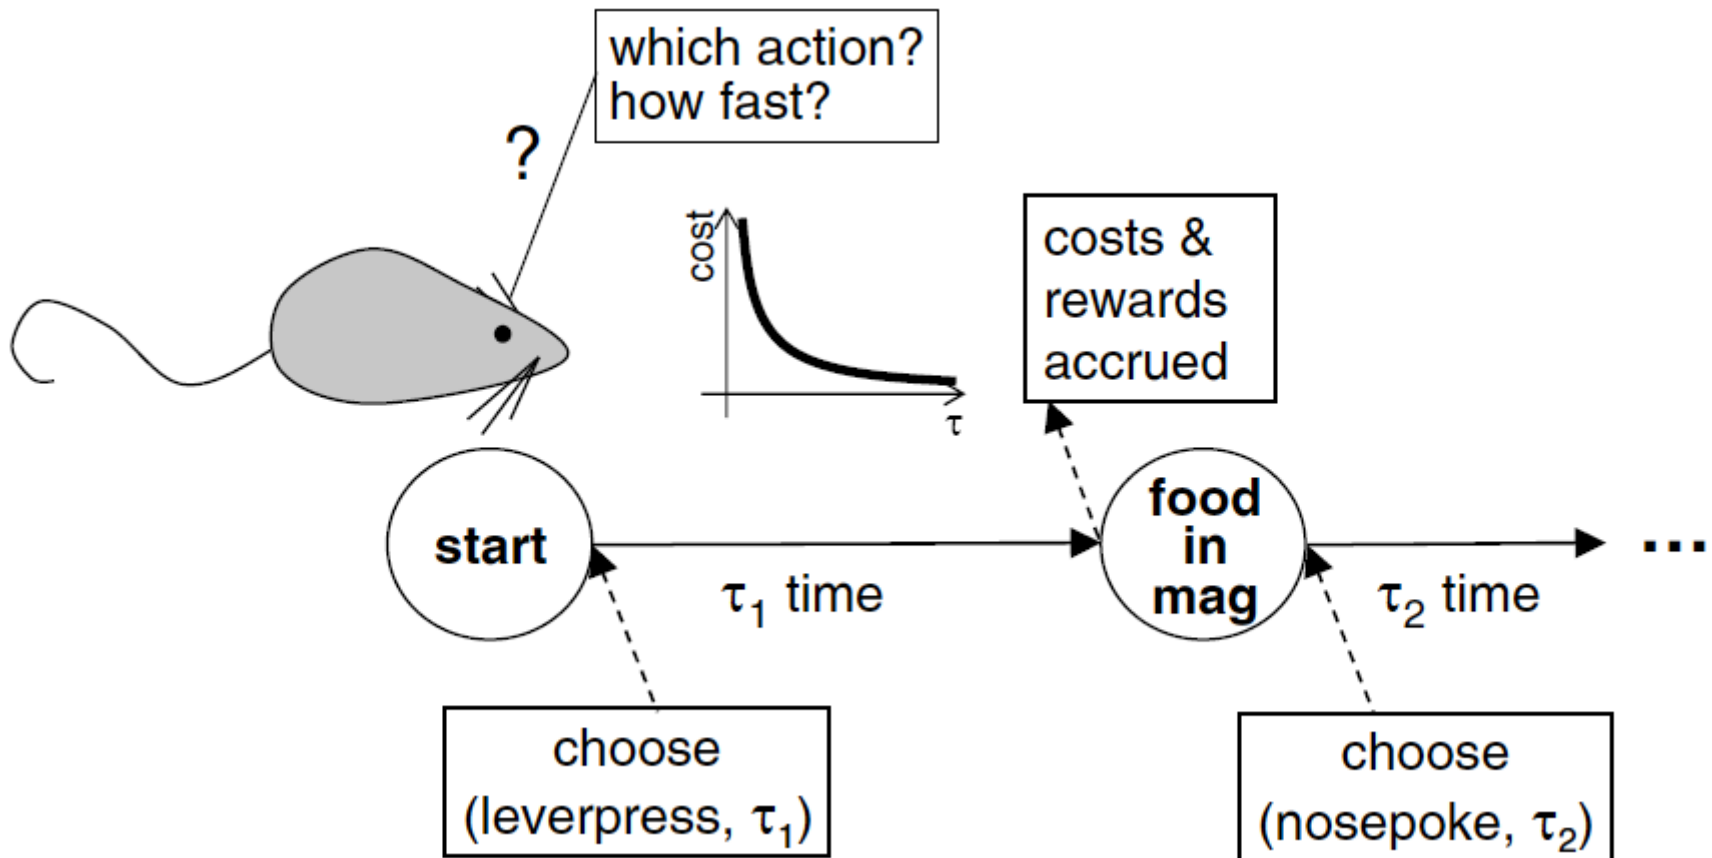 which action?
how fast?
?
cost
τ
costs &
rewards
accrued
start
τ₁ time
food
in
mag
τ₂ time
...
choose
(leverpress, τ₁)
choose
(nosepoke, τ₂)